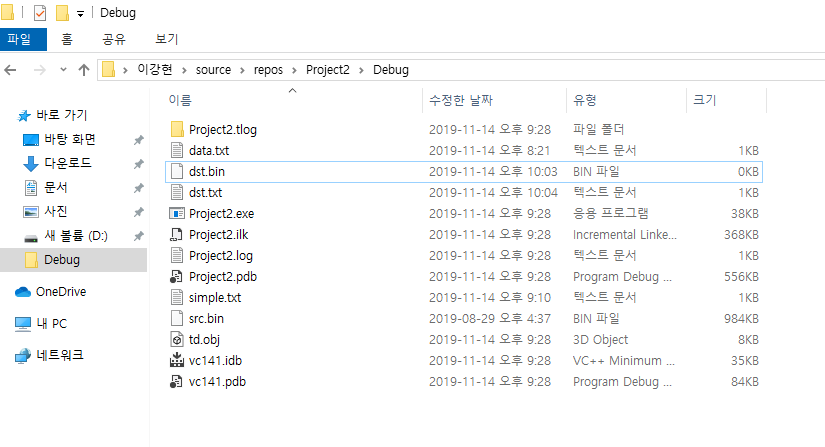 Debug
파일 홈 공유 보기
이강현 source repos Project2 Debug
이름 수정한 날짜 유형 크기
바로 가기
바탕 화면
다운로드
문서
사진
새 볼륨 (D:)
Debug
OneDrive
내 PC
네트워크
Project2.tlog 2019-11-14 오후 9:28 파일 폴더
data.txt 2019-11-14 오후 8:21 텍스트 문서 1KB
dst.bin 2019-11-14 오후 10:03 BIN 파일 0KB
dst.txt 2019-11-14 오후 10:04 텍스트 문서 1KB
Project2.exe 2019-11-14 오후 9:28 응용 프로그램 38KB
Project2.ilk 2019-11-14 오후 9:28 Incremental Linke... 368KB
Project2.log 2019-11-14 오후 9:28 텍스트 문서 1KB
Project2.pdb 2019-11-14 오후 9:28 Program Debug ... 556KB
simple.txt 2019-11-14 오후 9:10 텍스트 문서 1KB
src.bin 2019-08-29 오후 4:37 BIN 파일 984KB
td.obj 2019-11-14 오후 9:28 3D Object 8KB
vc141.idb 2019-11-14 오후 9:28 VC++ Minimum ... 35KB
vc141.pdb 2019-11-14 오후 9:28 Program Debug ... 84KB